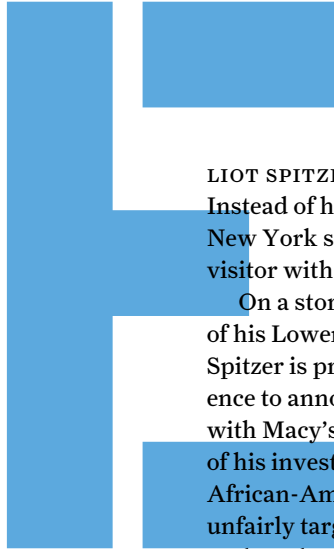 E
LIOT SPITZE
Instead of h
New York s
visitor with
On a stor
of his Lower
Spitzer is pr
ence to anno
with Macy's
of his invest
African-Am
unfairly targ